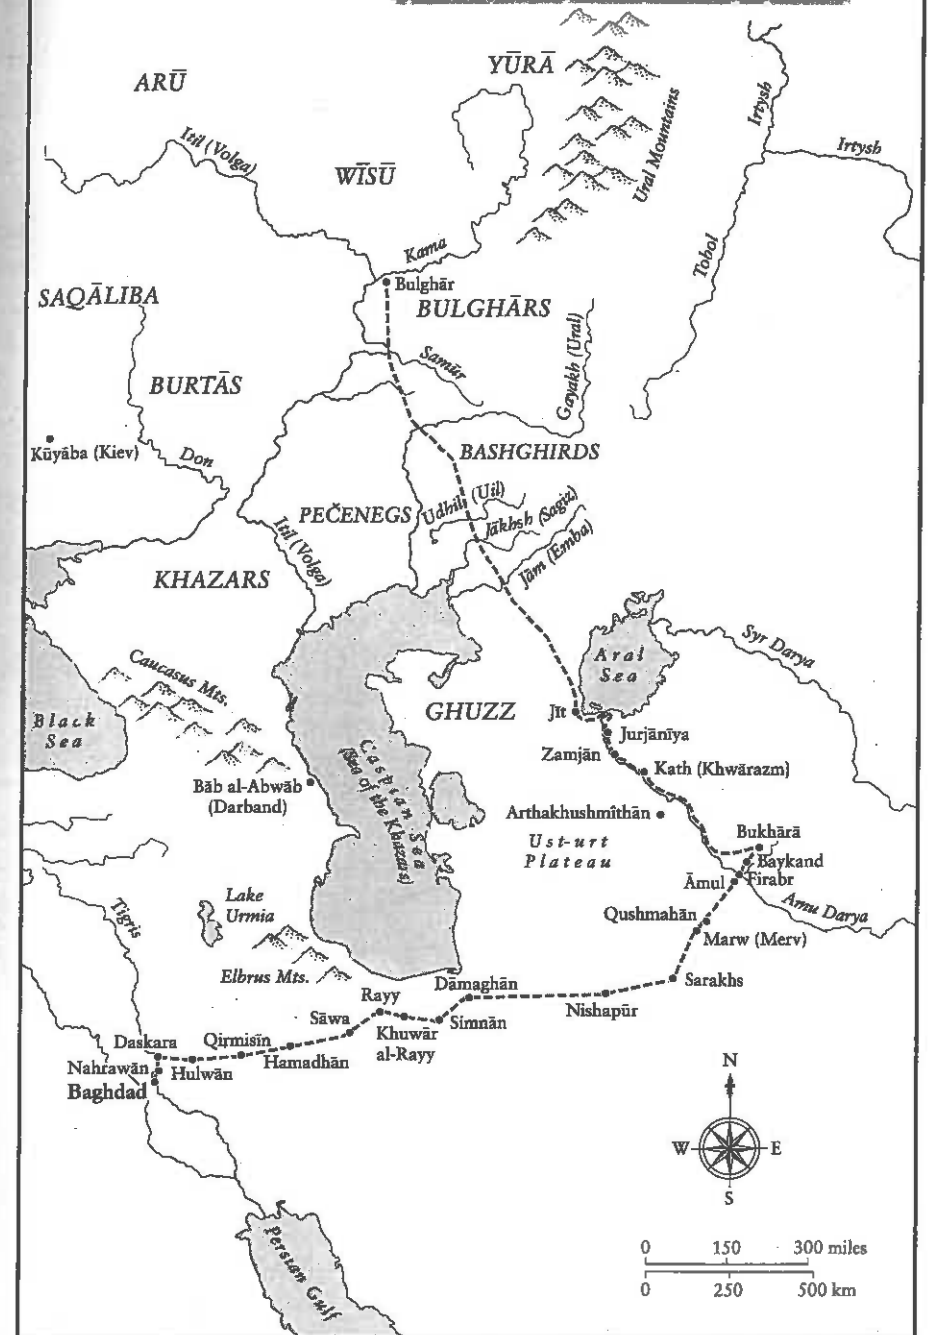 YŪRĀ
ARŪ
Itil (Volga)
WĪSŪ
Ural Mountains
Irtysh
Irtysh
Tobol
Kama
Bulghār
BULGHĀRS
SAQĀLIBA
Samūr
Gayakh (Ural)
BURTĀS
Kūyāba (Kiev)
Don
BASHGHIRDS
PEČENEGS
Udhil (Uil)
Jākhsh (Sagiz)
Jām (Emba)
Itil (Volga)
KHAZARS
Syr Darya
Aral
Sea
Caucasus Mts.
Black
Sea
GHUZZ
Jīt
Jurjānīya
Zamjān
Kath (Khwārazm)
Caspian Sea
(Sea of the Khazars)
Bāb al-Abwāb
(Darband)
Arthakhushmīthān
Ust-urt
Plateau
Bukhārā
Baykand
Firabr
Āmul
Amu Darya
Lake
Urmia
Tigris
Qushmahān
Marw (Merv)
Elbrus Mts.
Dāmaghān
Sarakhs
Rayy
Nishapūr
Sāwa
Simnān
Khuwār
al-Rayy
Daskara
Qirmisīn
Hamadhān
Nahrawān
Hulwān
Baghdad
N
W
E
S
Persian Gulf
0 150 300 miles
0 250 500 km